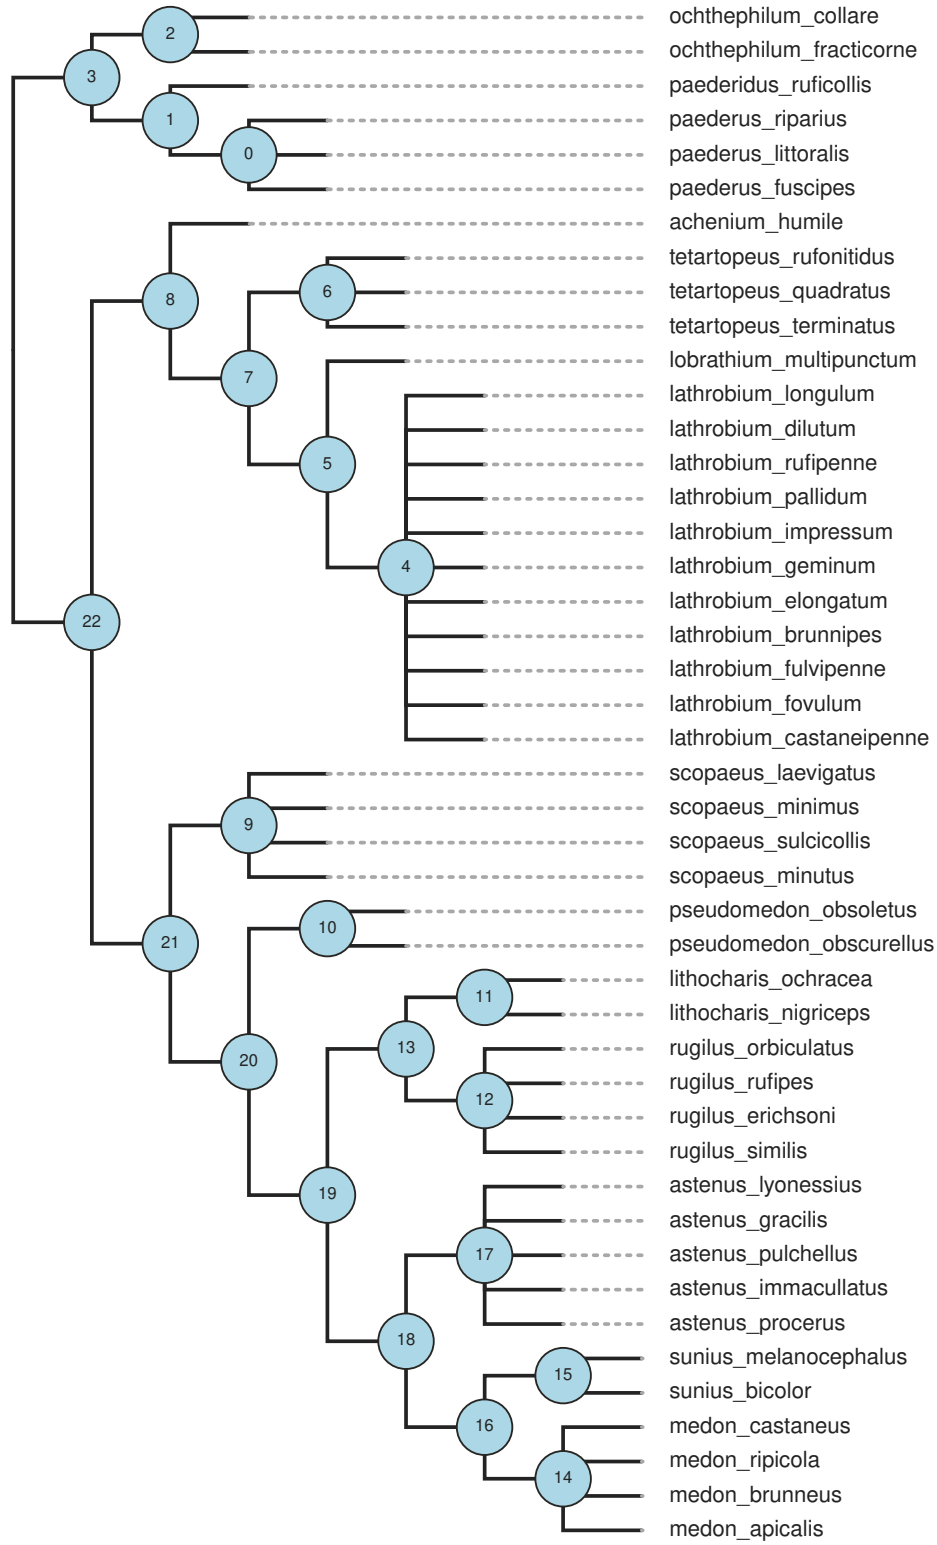 ochthephilum_collare
2
ochthephilum_fracticorne
3
paederidus_ruficollis
1
paederus_riparius
0
paederus_littoralis
paederus_fuscipes
achenium_humile
tetartopeus_rufonitidus
6
tetartopeus_quadratus
8
tetartopeus_terminatus
lobrathium_multipunctum
7
lathrobium_longulum
lathrobium_dilutum
5
lathrobium_rufipenne
lathrobium_pallidum
lathrobium_impressum
4
lathrobium_geminum
lathrobium_elongatum
22
lathrobium_brunnipes
lathrobium_fulvipenne
lathrobium_fovulum
lathrobium_castaneipenne
scopaeus_laevigatus
scopaeus_minimus
9
scopaeus_sulcicollis
scopaeus_minutus
pseudomedon_obsoletus
10
21
pseudomedon_obscurellus
lithocharis_ochracea
11
lithocharis_nigriceps
13
rugilus_orbiculatus
20
rugilus_rufipes
12
rugilus_erichsoni
rugilus_similis
astenus_lyonessius
19
astenus_gracilis
17
astenus_pulchellus
astenus_immacullatus
astenus_procerus
18
sunius_melanocephalus
15
sunius_bicolor
16
medon_castaneus
medon_ripicola
14
medon_brunneus
medon_apicalis